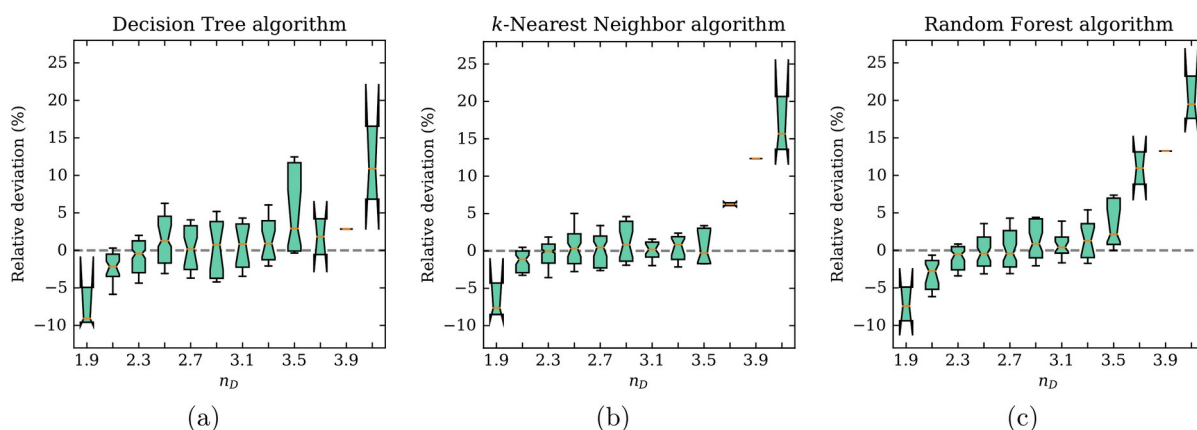 Decision Tree algorithm
Relative deviation (%)
25
20
15
10
5
0
−5
−10
1.9 2.3 2.7 3.1 3.5 3.9
n_D
(a)
k-Nearest Neighbor algorithm
Relative deviation (%)
25
20
15
10
5
0
−5
−10
1.9 2.3 2.7 3.1 3.5 3.9
n_D
(b)
Random Forest algorithm
Relative deviation (%)
25
20
15
10
5
0
−5
−10
1.9 2.3 2.7 3.1 3.5 3.9
n_D
(c)